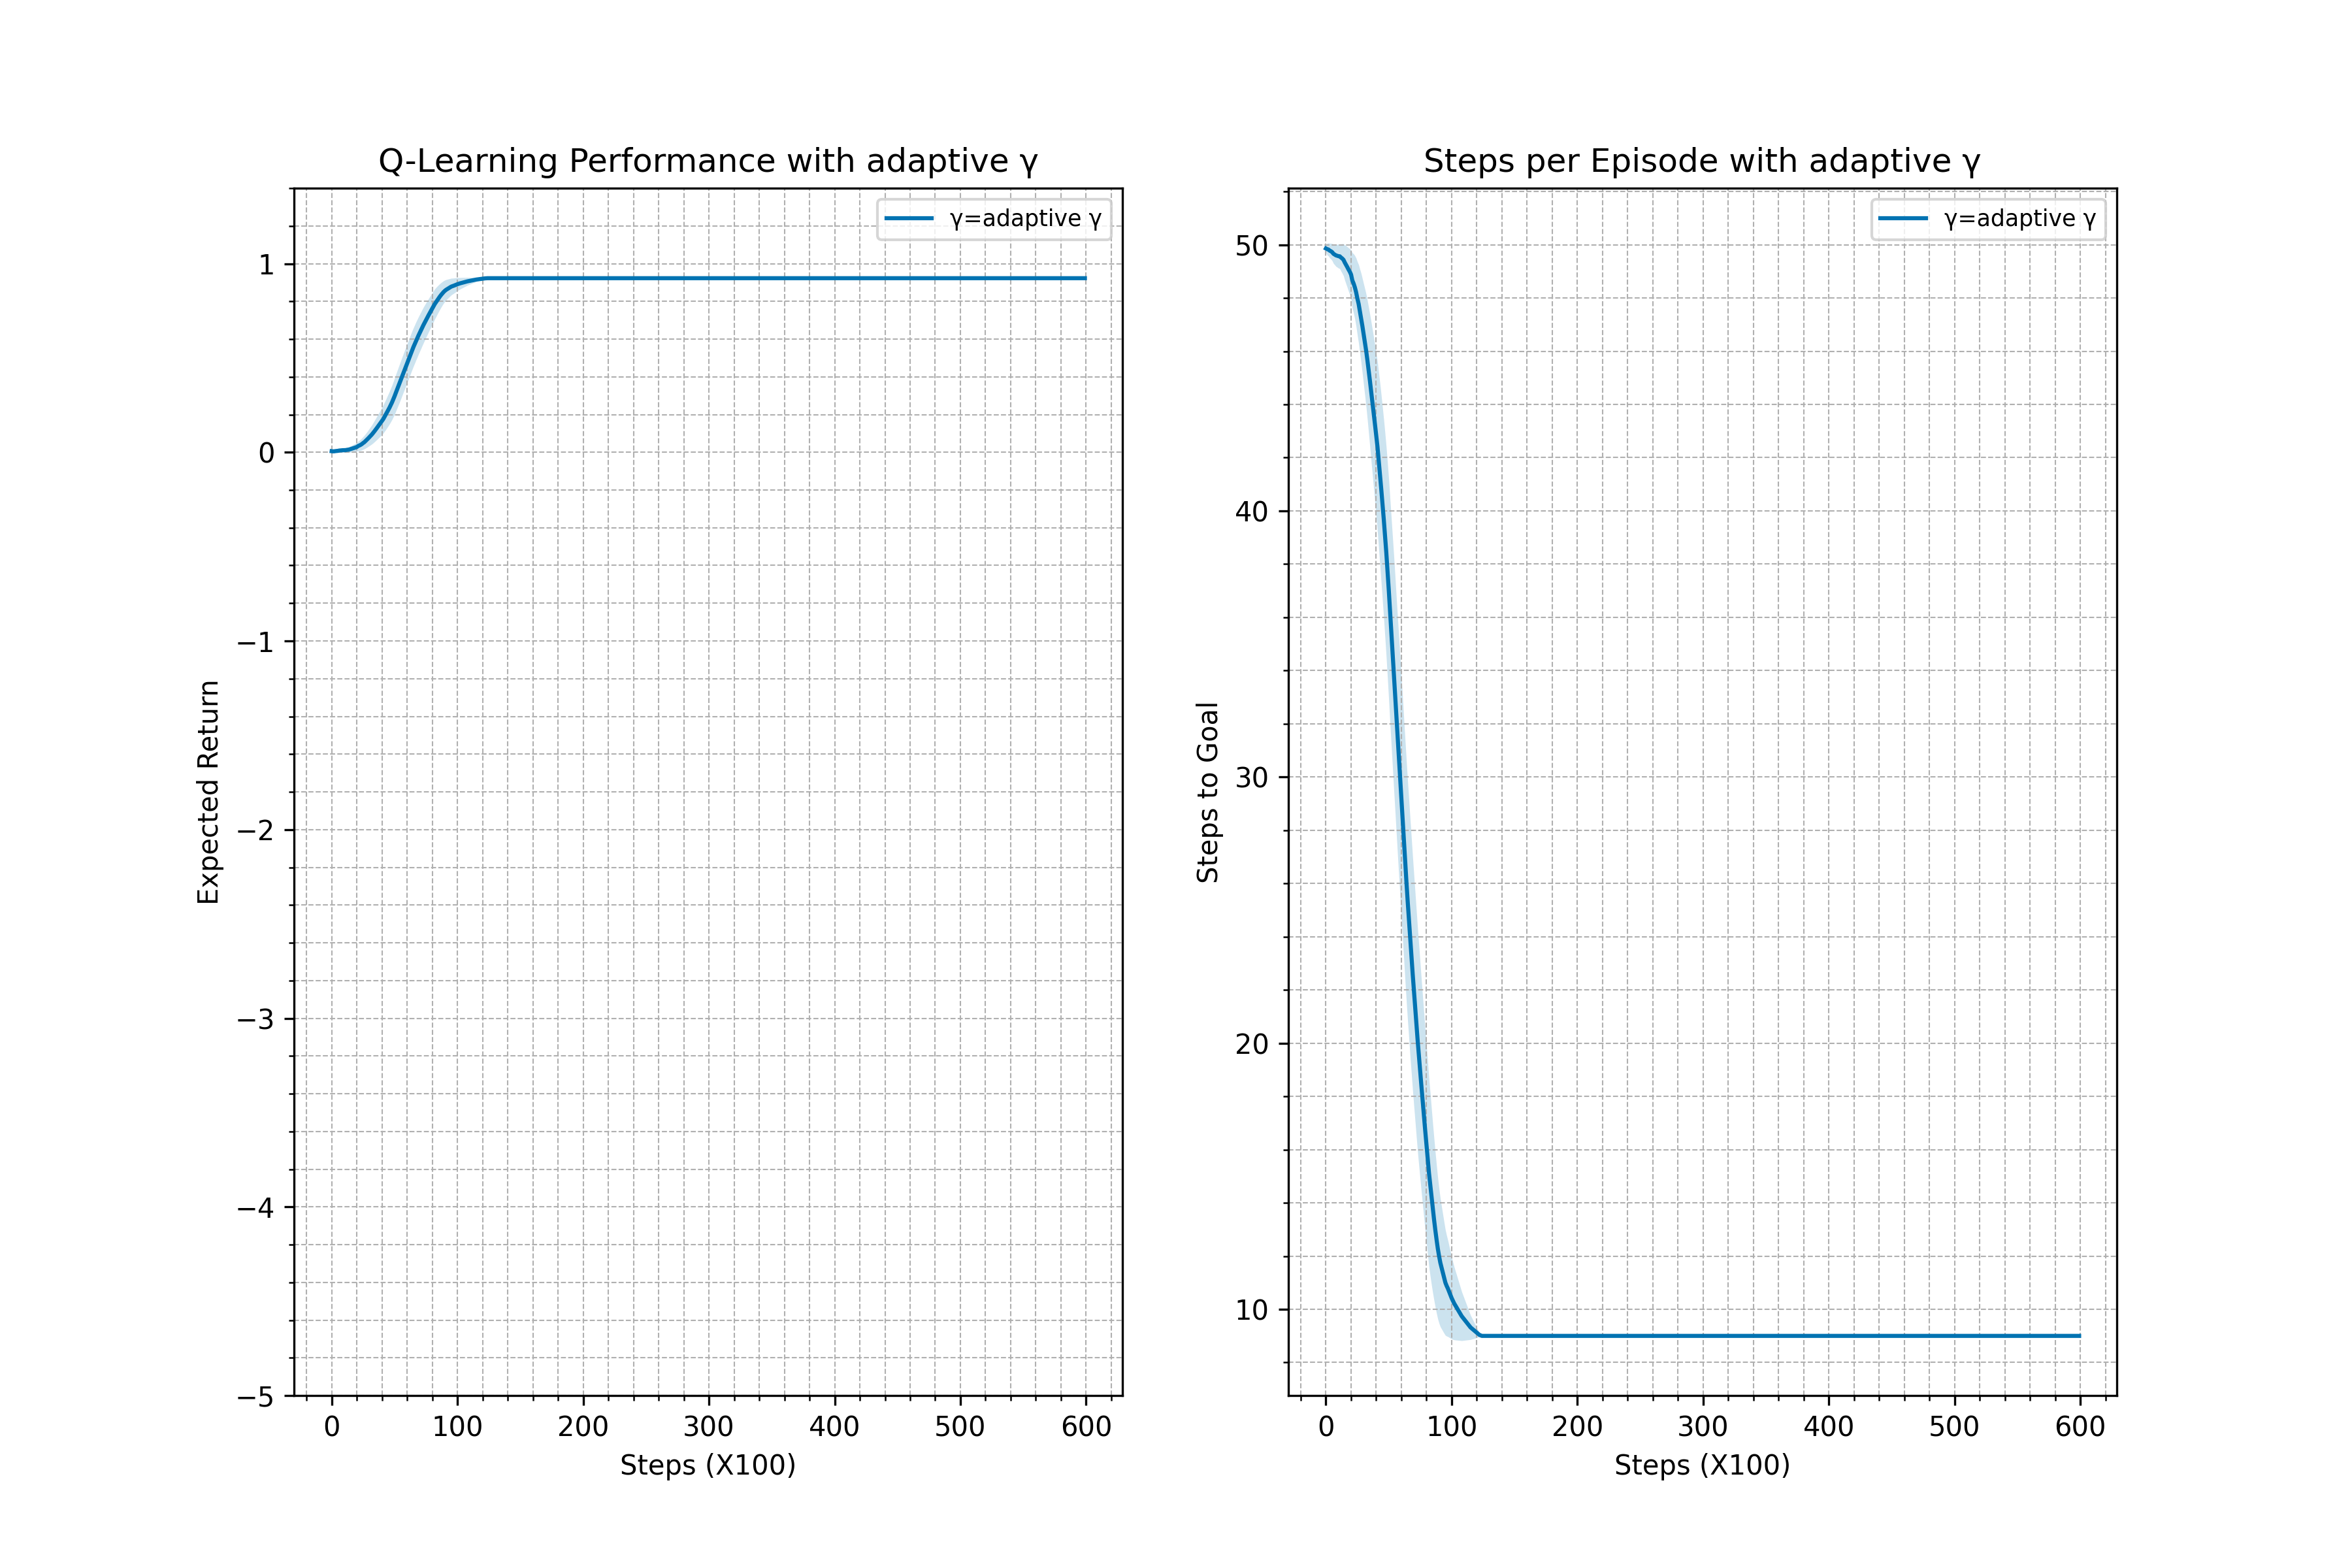 Q-Learning Performance with adaptive γ
γ=adaptive γ
1
0
−1
−2
−3
−4
−5
Expected Return
0 100 200 300 400 500 600
Steps (X100)
Steps per Episode with adaptive γ
γ=adaptive γ
50
40
30
20
10
Steps to Goal
0 100 200 300 400 500 600
Steps (X100)